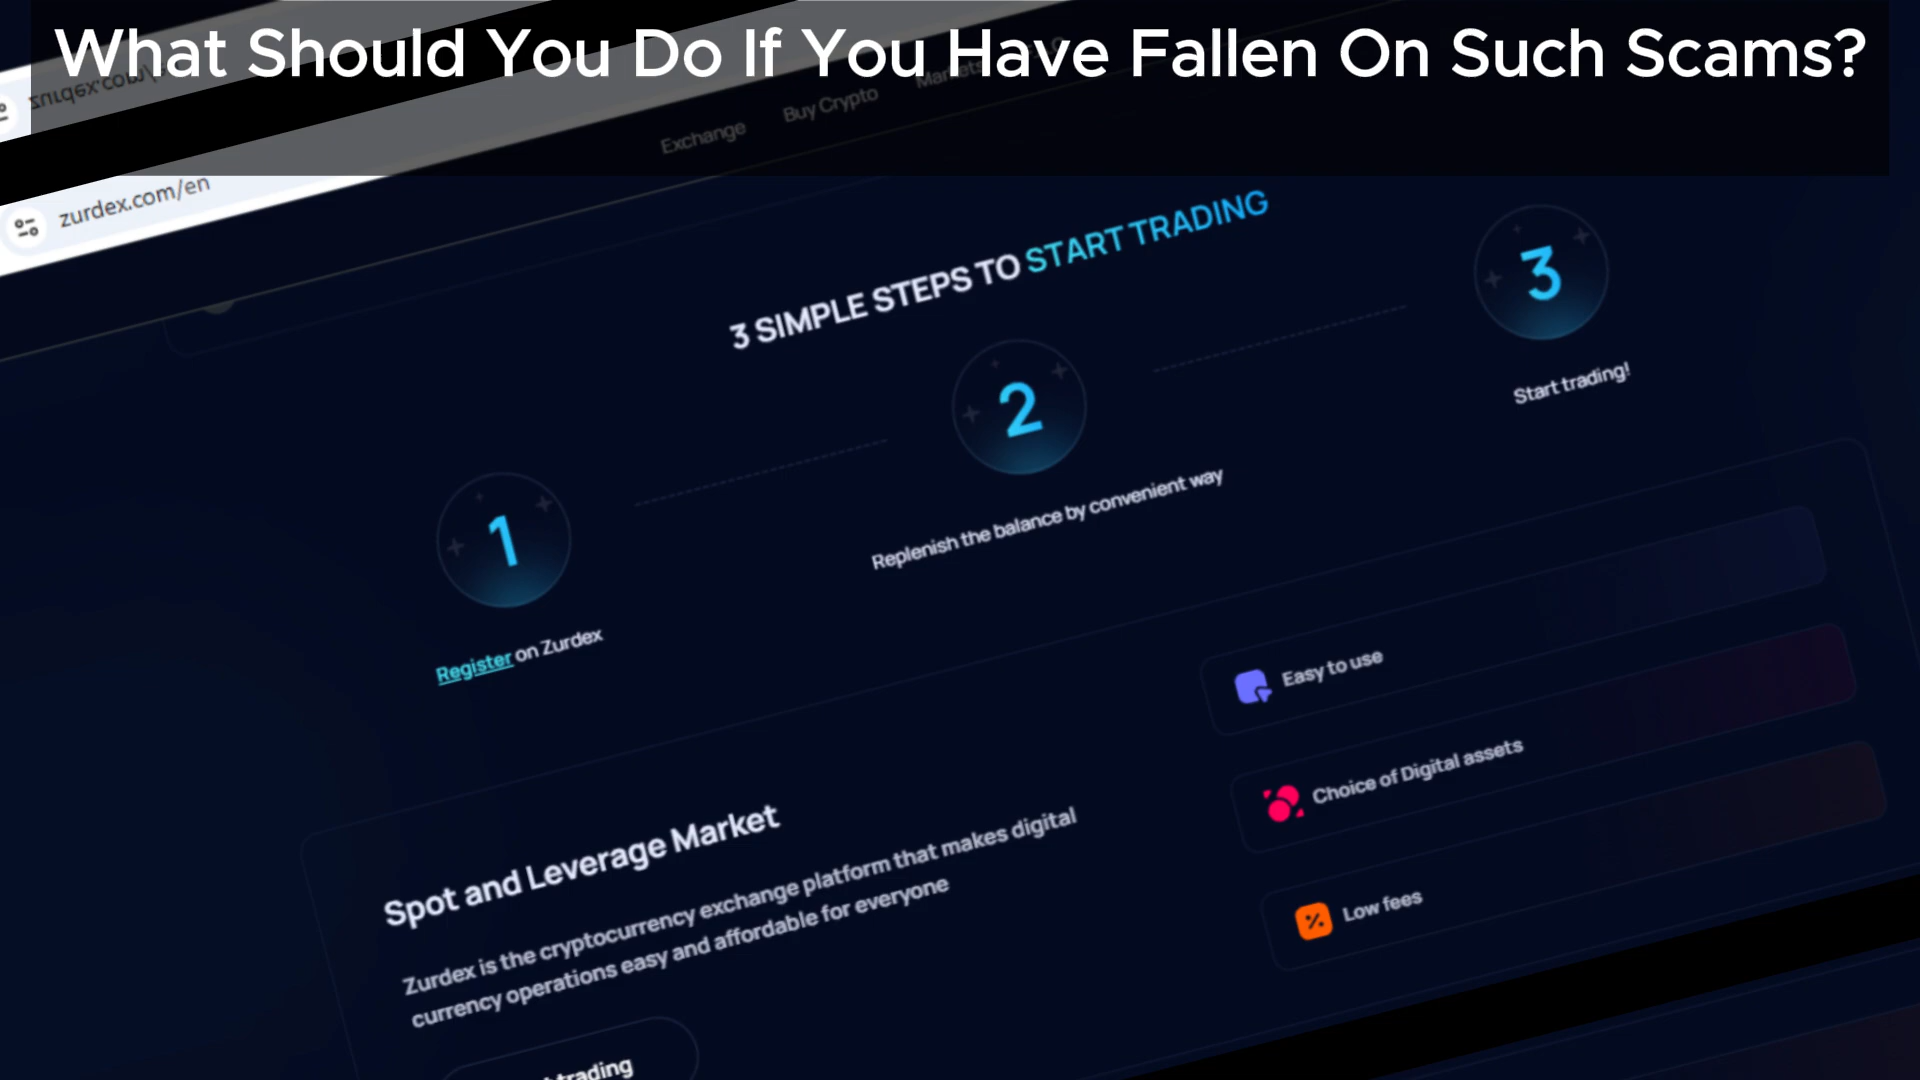 What Should You Do If You Have Fallen On Such Scams?
Exchange
Buy Crypto
Markets
zurdex.com/en
3 SIMPLE STEPS TO START TRADING
1
2
3
Register on Zurdex
Replenish the balance by convenient way
Start trading!
Spot and Leverage Market
Zurdex is the cryptocurrency exchange platform that makes digital
currency operations easy and affordable for everyone
trading
Easy to use
Choice of Digital assets
Low fees